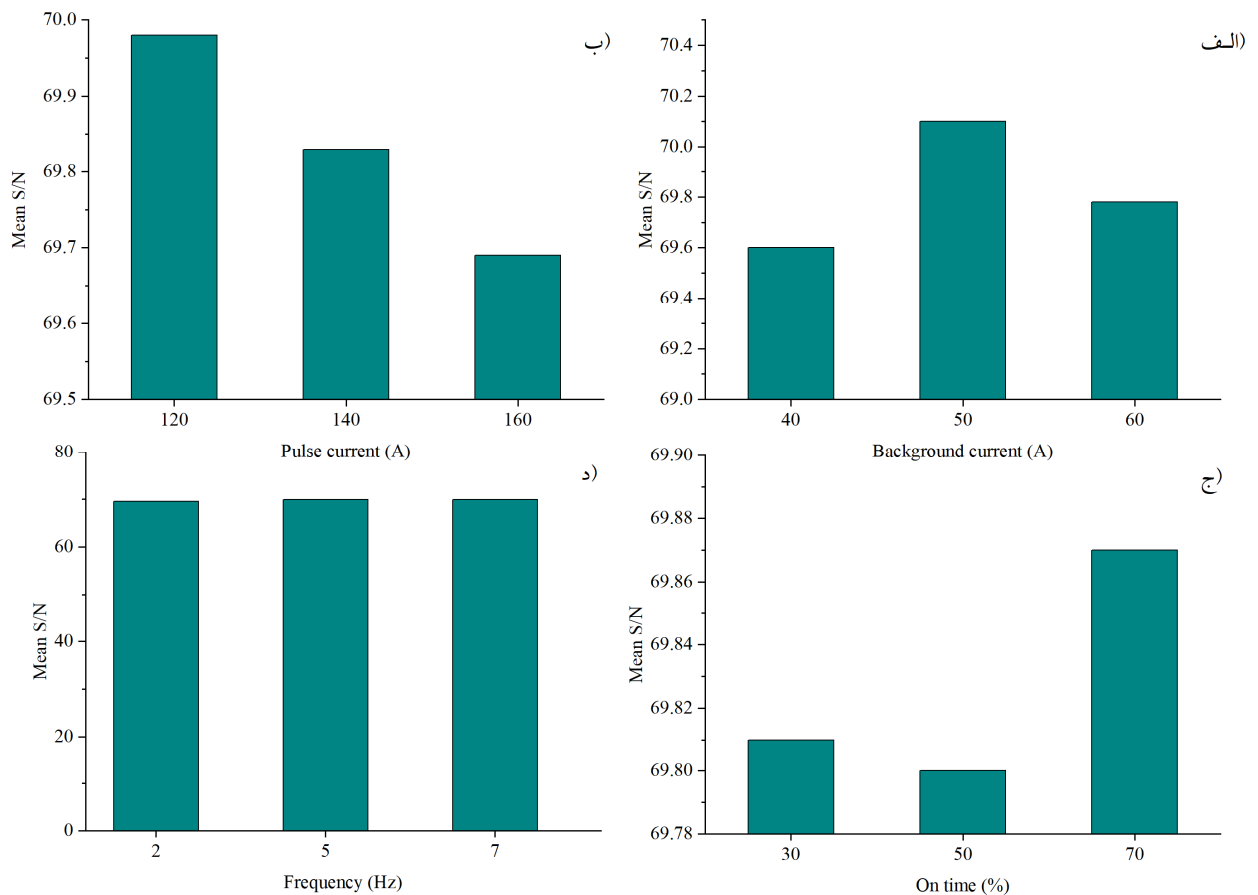 الـف)
70.4
70.2
70.0
69.8
69.6
69.4
69.2
69.0
Mean S/N
40 50 60
Background current (A)
ب)
70.0
69.9
69.8
69.7
69.6
69.5
Mean S/N
120 140 160
Pulse current (A)
ج)
69.90
69.88
69.86
69.84
69.82
69.80
69.78
Mean S/N
30 50 70
On time (%)
د)
80
60
40
20
0
Mean S/N
2 5 7
Frequency (Hz)